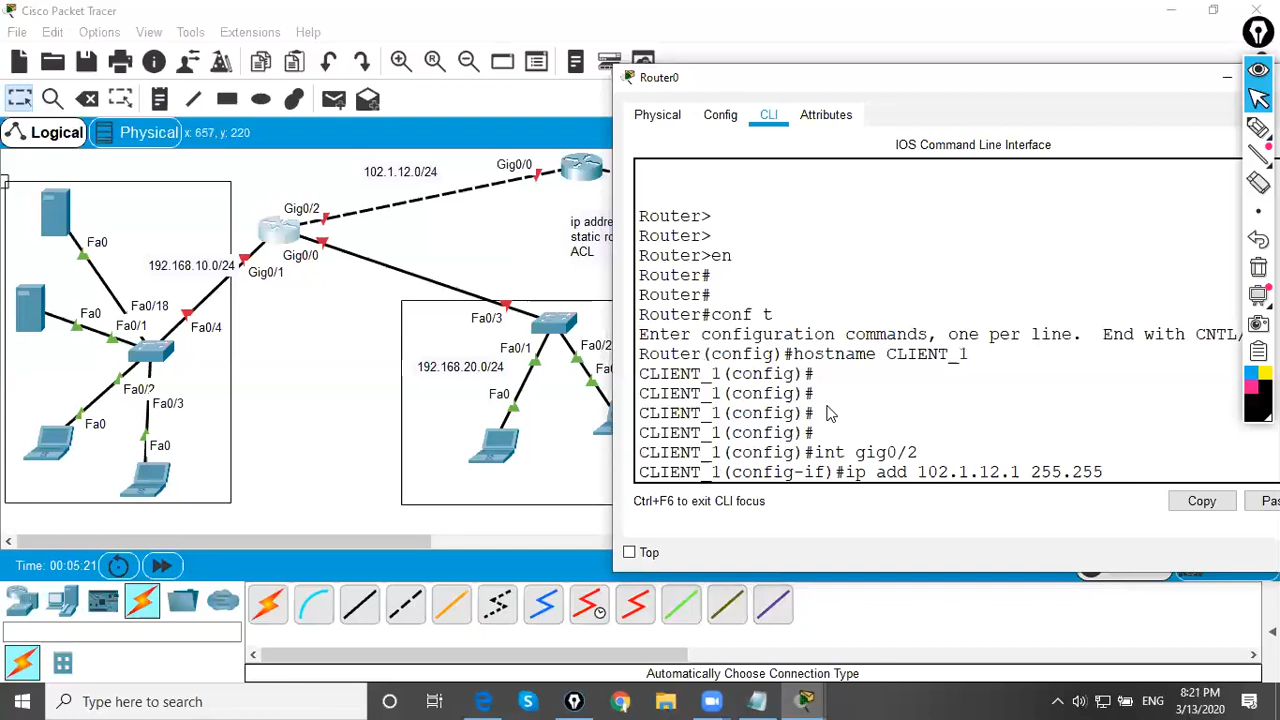 Cisco Packet Tracer
File Edit Options View Tools Extensions Help
Logical Physical x: 657, y: 220
Router0
Physical Config CLI Attributes
IOS Command Line Interface
Router>
Router>
Router>en
Router#
Router#
Router#conf t
Enter configuration commands, one per line. End with CNTL/
Router(config)#hostname CLIENT_1
CLIENT_1(config)#
CLIENT_1(config)#
CLIENT_1(config)#
CLIENT_1(config)#
CLIENT_1(config)#int gig0/2
CLIENT_1(config-if)#ip add 102.1.12.1 255.255
Ctrl+F6 to exit CLI focus
Copy
Top
102.1.12.0/24
Gig0/0
Gig0/2
ip addre
static ro
ACL
Fa0
192.168.10.0/24
Gig0/0
Gig0/1
Fa0/18
Fa0
Fa0/1
Fa0/4
Fa0/3
Fa0/1
Fa0/2
192.168.20.0/24
Fa0
Fa0/2
Fa0/3
Fa0
Fa0
Fa0
Time: 00:05:21
Automatically Choose Connection Type
Type here to search
ENG
8:21 PM
3/13/2020